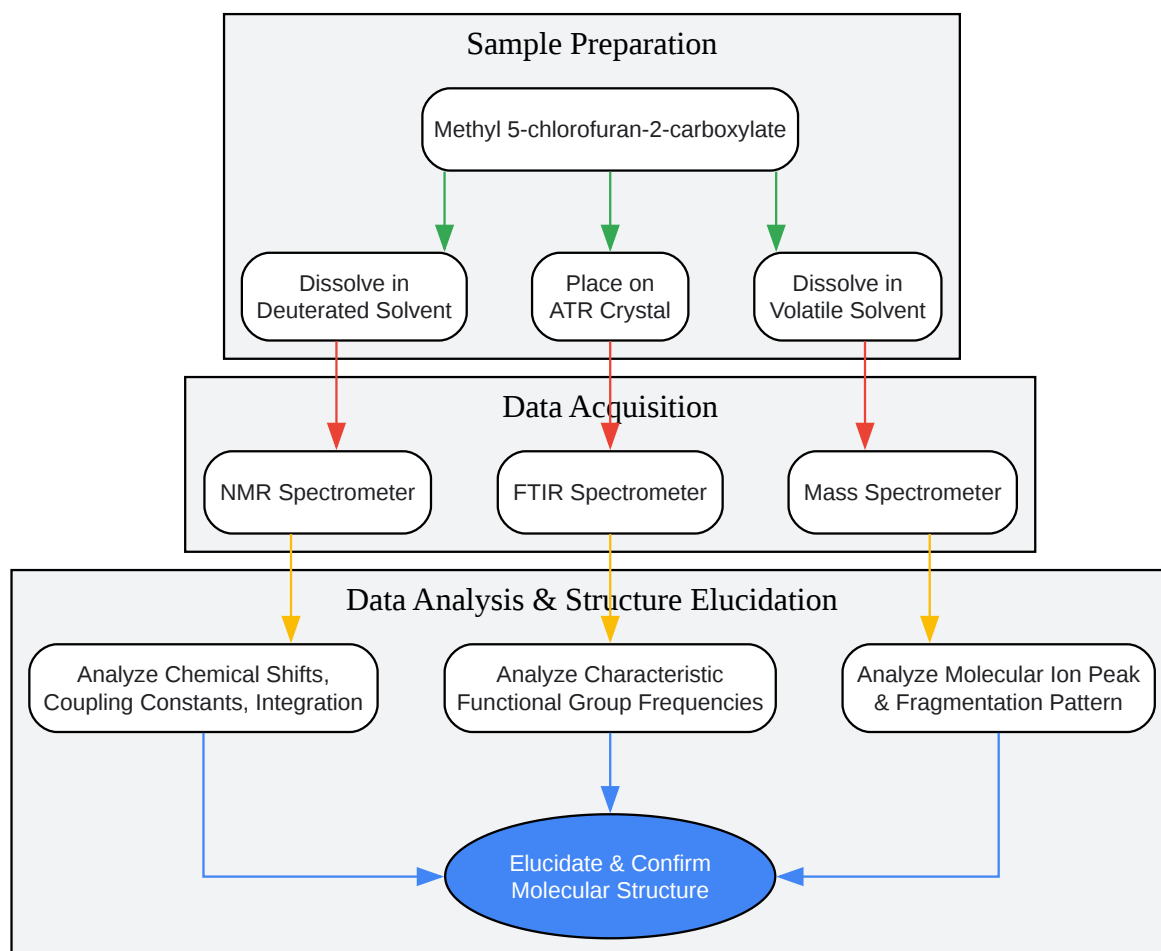 Sample Preparation
Methyl 5-chlorofuran-2-carboxylate
Dissolve in
Deuterated Solvent
Place on
ATR Crystal
Dissolve in
Volatile Solvent
Data Acquisition
NMR Spectrometer
FTIR Spectrometer
Mass Spectrometer
Data Analysis & Structure Elucidation
Analyze Chemical Shifts,
Coupling Constants, Integration
Analyze Characteristic
Functional Group Frequencies
Analyze Molecular Ion Peak
& Fragmentation Pattern
Elucidate & Confirm
Molecular Structure